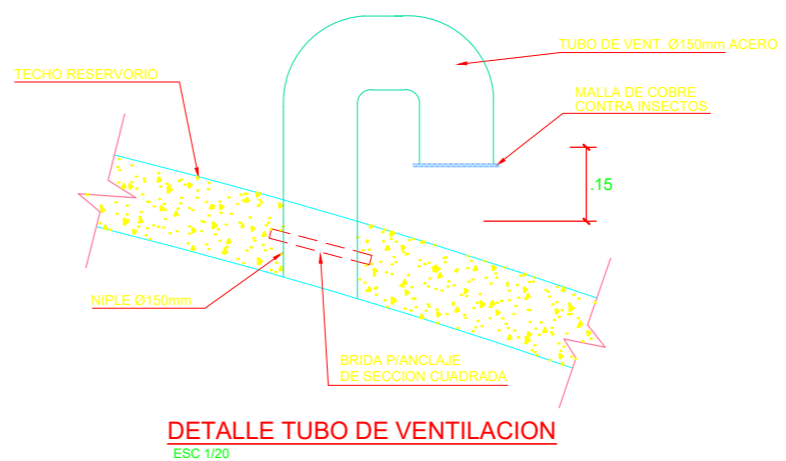 TUBO DE VENT. Ø150mm ACERO
TECHO RESERVORIO
MALLA DE COBRE
CONTRA INSECTOS
.15
NIPLE Ø150mm
BRIDA P/ANCLAJE
DE SECCION CUADRADA
DETALLE TUBO DE VENTILACION
ESC 1/20